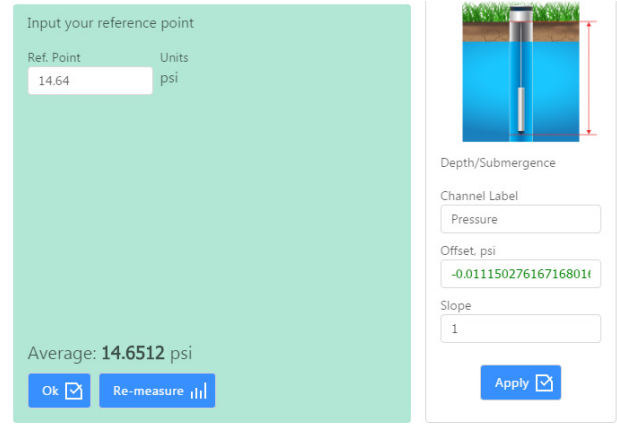 Input your reference point
Ref. Point
Units
14.64
psi
Average: 14.6512 psi
Ok
Re-measure
Depth/Submergence
Channel Label
Pressure
Offset, psi
-0.01115027616716801
Slope
1
Apply